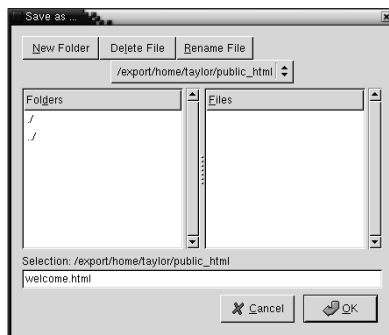 Save as ...
New Folder Delete File Rename File
/export/home/taylor/public_html
Folders Files
./
../
Selection: /export/home/taylor/public_html
welcome.html
Cancel OK